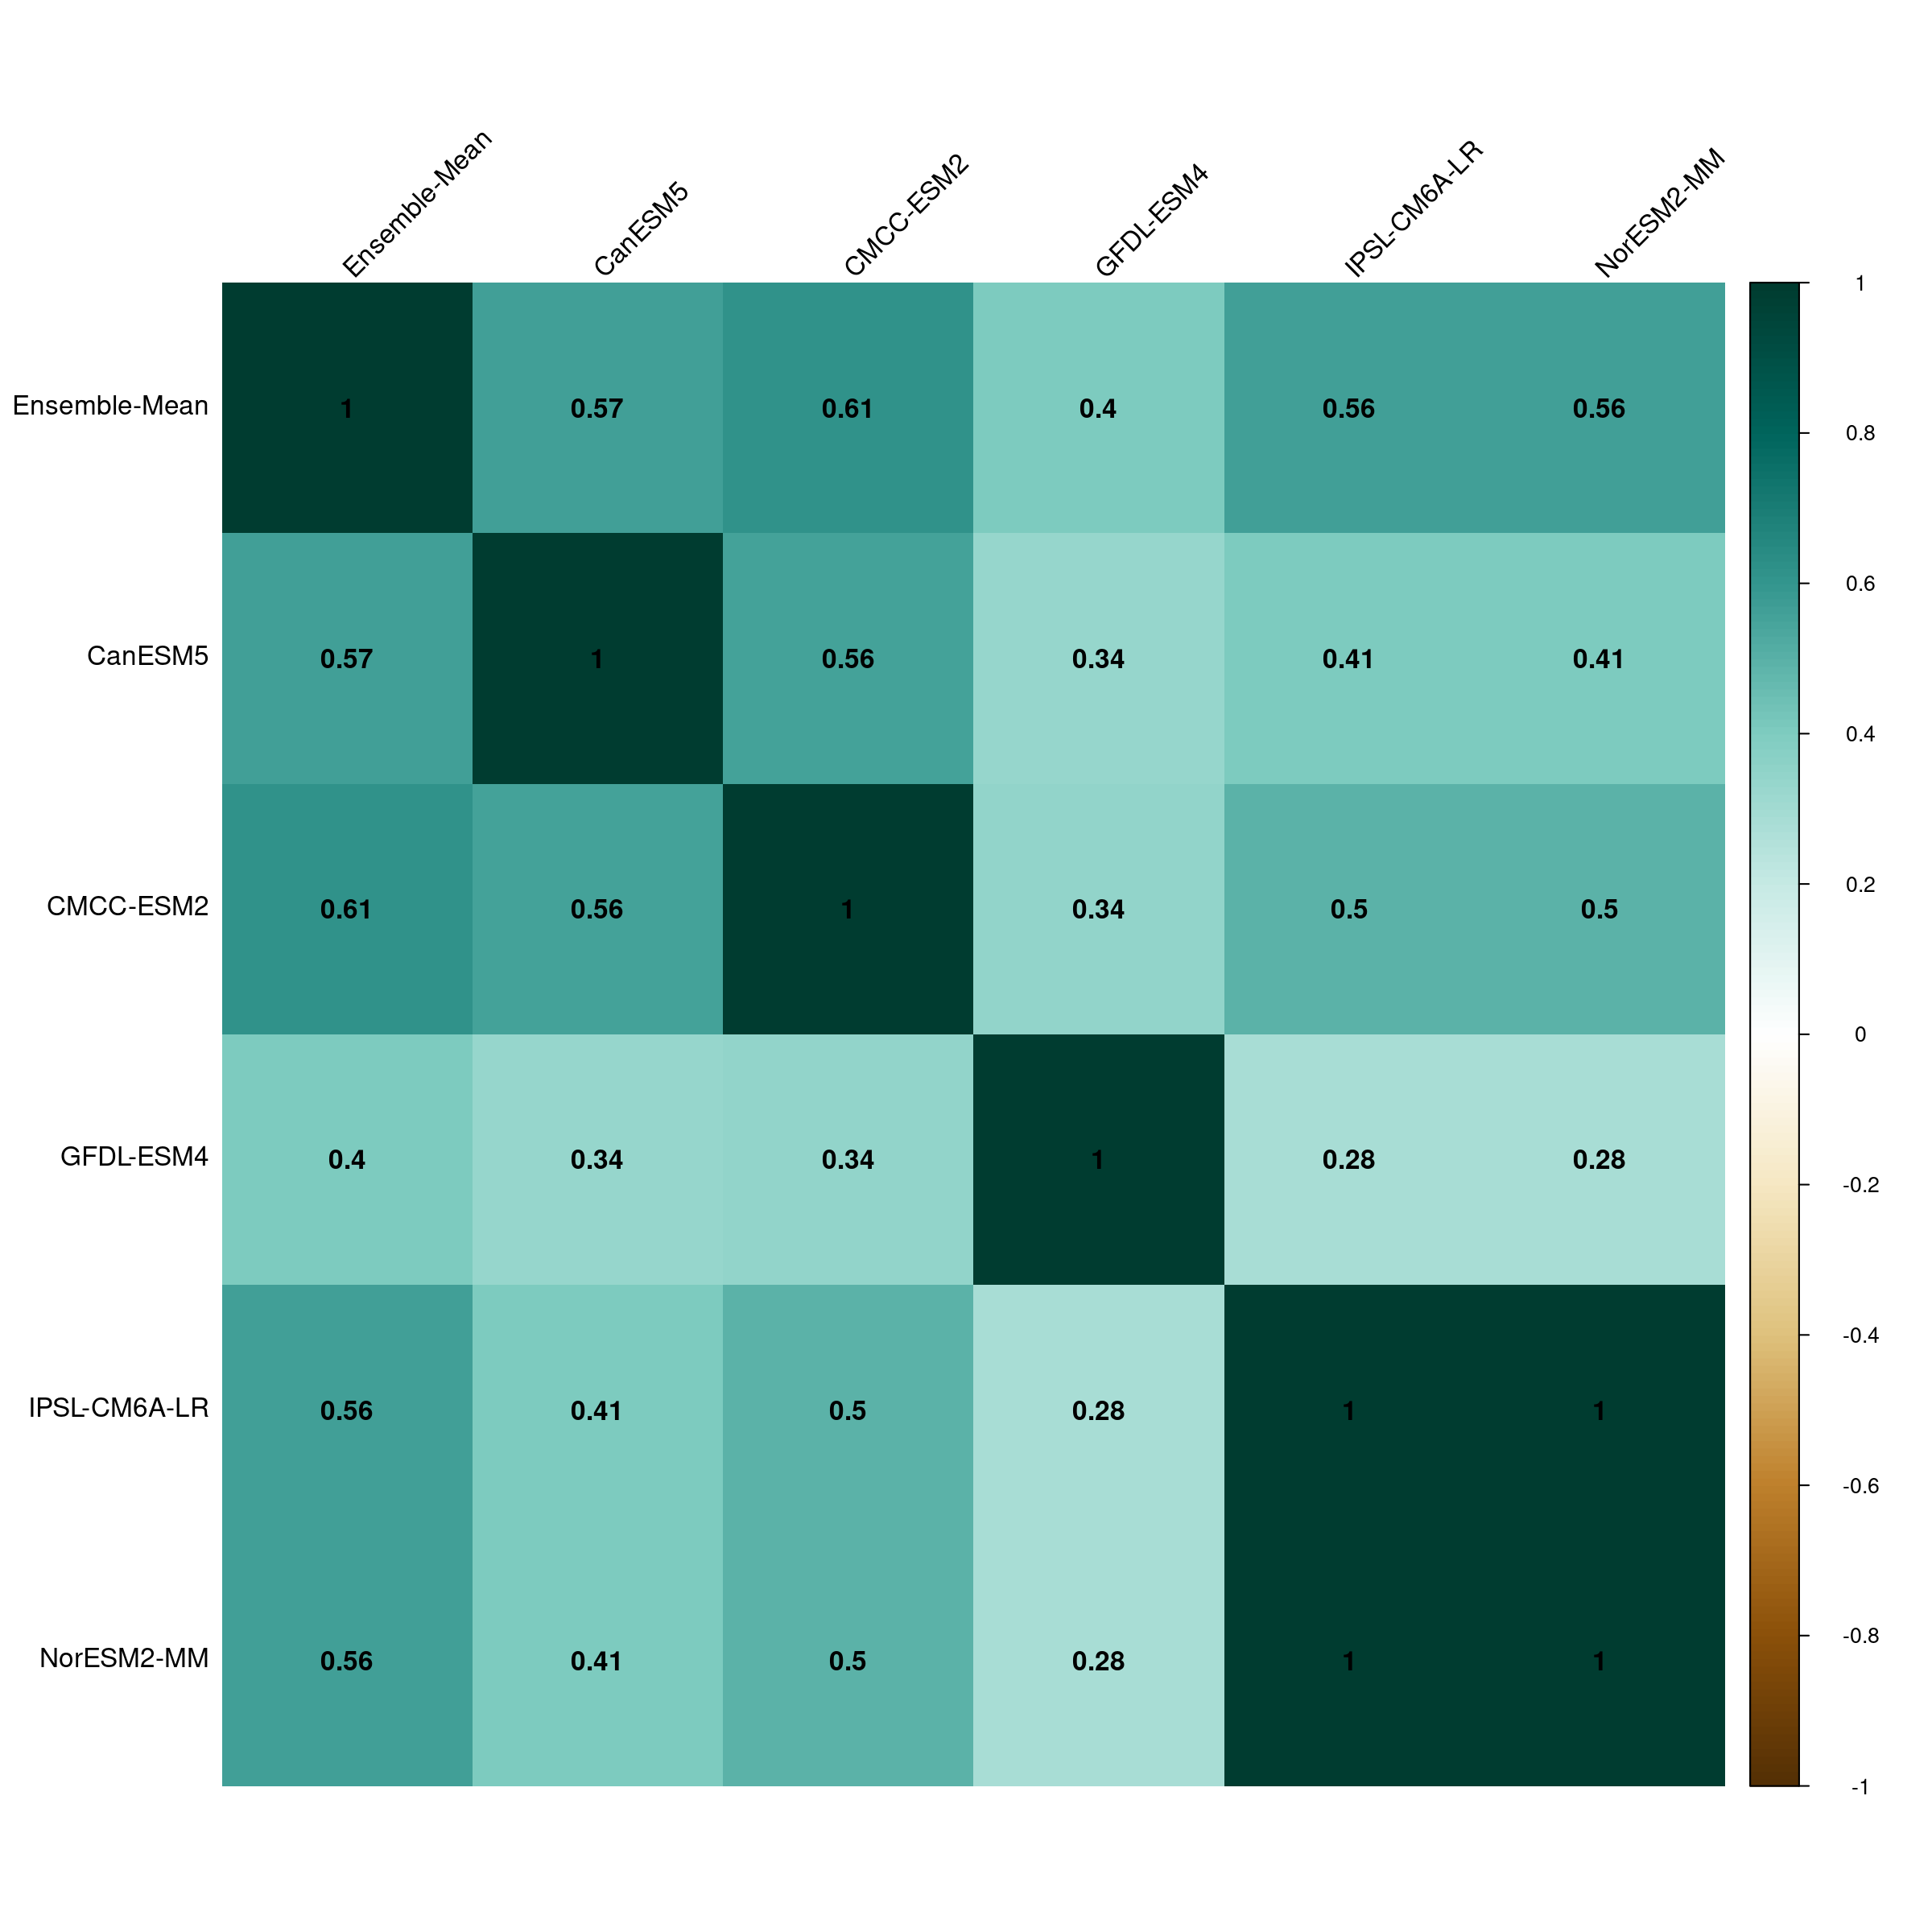 Ensemble-Mean CanESM5 CMCC-ESM2 GFDL-ESM4 IPSL-CM6A-LR NorESM2-MM
Ensemble-Mean 1 0.57 0.61 0.4 0.56 0.56
CanESM5 0.57 1 0.56 0.34 0.41 0.41
CMCC-ESM2 0.61 0.56 1 0.34 0.5 0.5
GFDL-ESM4 0.4 0.34 0.34 1 0.28 0.28
IPSL-CM6A-LR 0.56 0.41 0.5 0.28 1 1
NorESM2-MM 0.56 0.41 0.5 0.28 1 1
1
0.8
0.6
0.4
0.2
0
-0.2
-0.4
-0.6
-0.8
-1